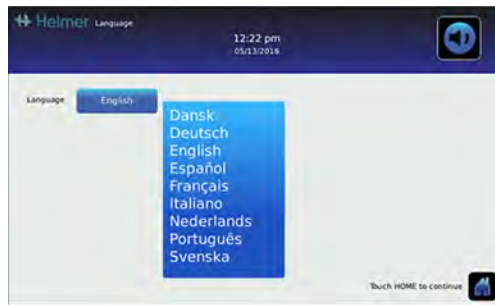 Helmer Language
12:22 pm
05/13/2016
Language English
Dansk
Deutsch
English
Español
Français
Italiano
Nederlands
Português
Svenska
Touch HOME to continue